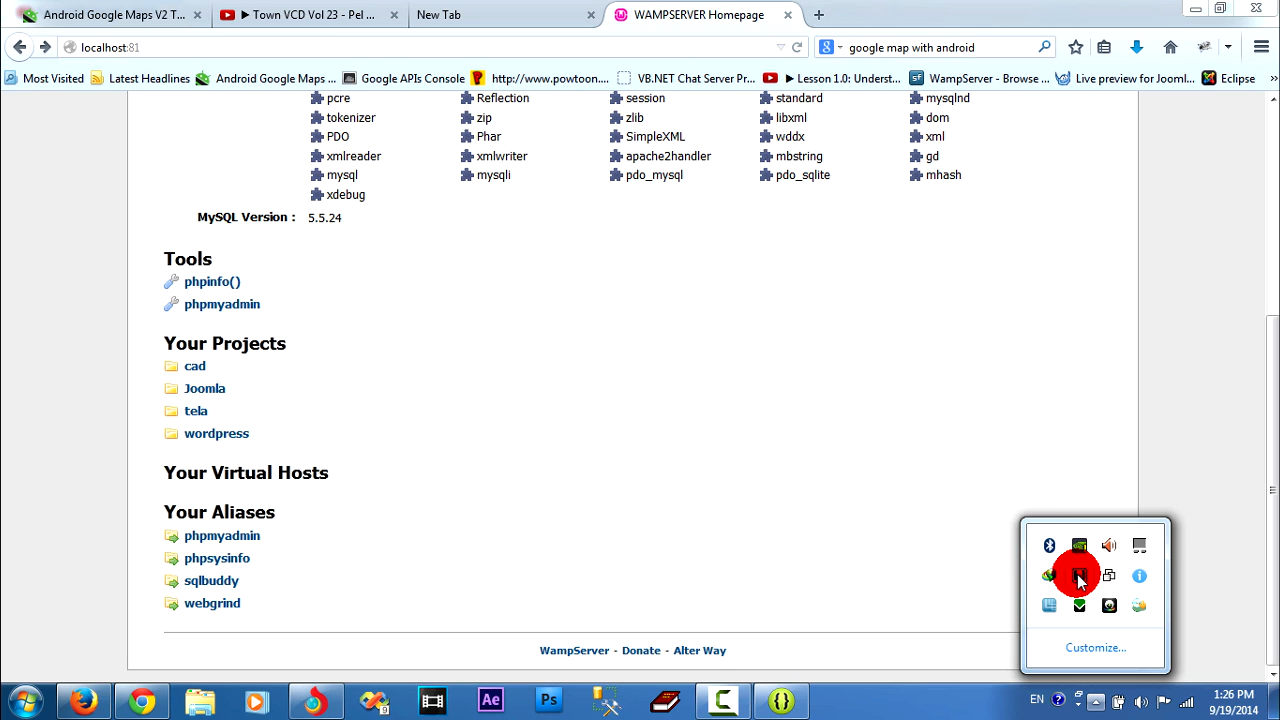 Android Google Maps V2 T...
Town VCD Vol 23 - Pel ...
New Tab
WAMPSERVER Homepage
localhost:81
google map with android
Most Visited
Latest Headlines
Android Google Maps ...
Google APIs Console
http://www.powtoon....
VB.NET Chat Server Pr...
Lesson 1.0: Underst...
WampServer - Browse ...
Live preview for Jooml...
Eclipse
pcre Reflection session standard mysqlnd
tokenizer zip zlib libxml dom
PDO Phar SimpleXML wddx xml
xmlreader xmlwriter apache2handler mbstring gd
mysql mysqli pdo_mysql pdo_sqlite mhash
xdebug
MySQL Version : 5.5.24
Tools
phpinfo()
phpmyadmin
Your Projects
cad
Joomla
tela
wordpress
Your Virtual Hosts
Your Aliases
phpmyadmin
phpsysinfo
sqlbuddy
webgrind
WampServer - Donate - Alter Way
Customize...
Ae
Ps
EN
1:26 PM
9/19/2014